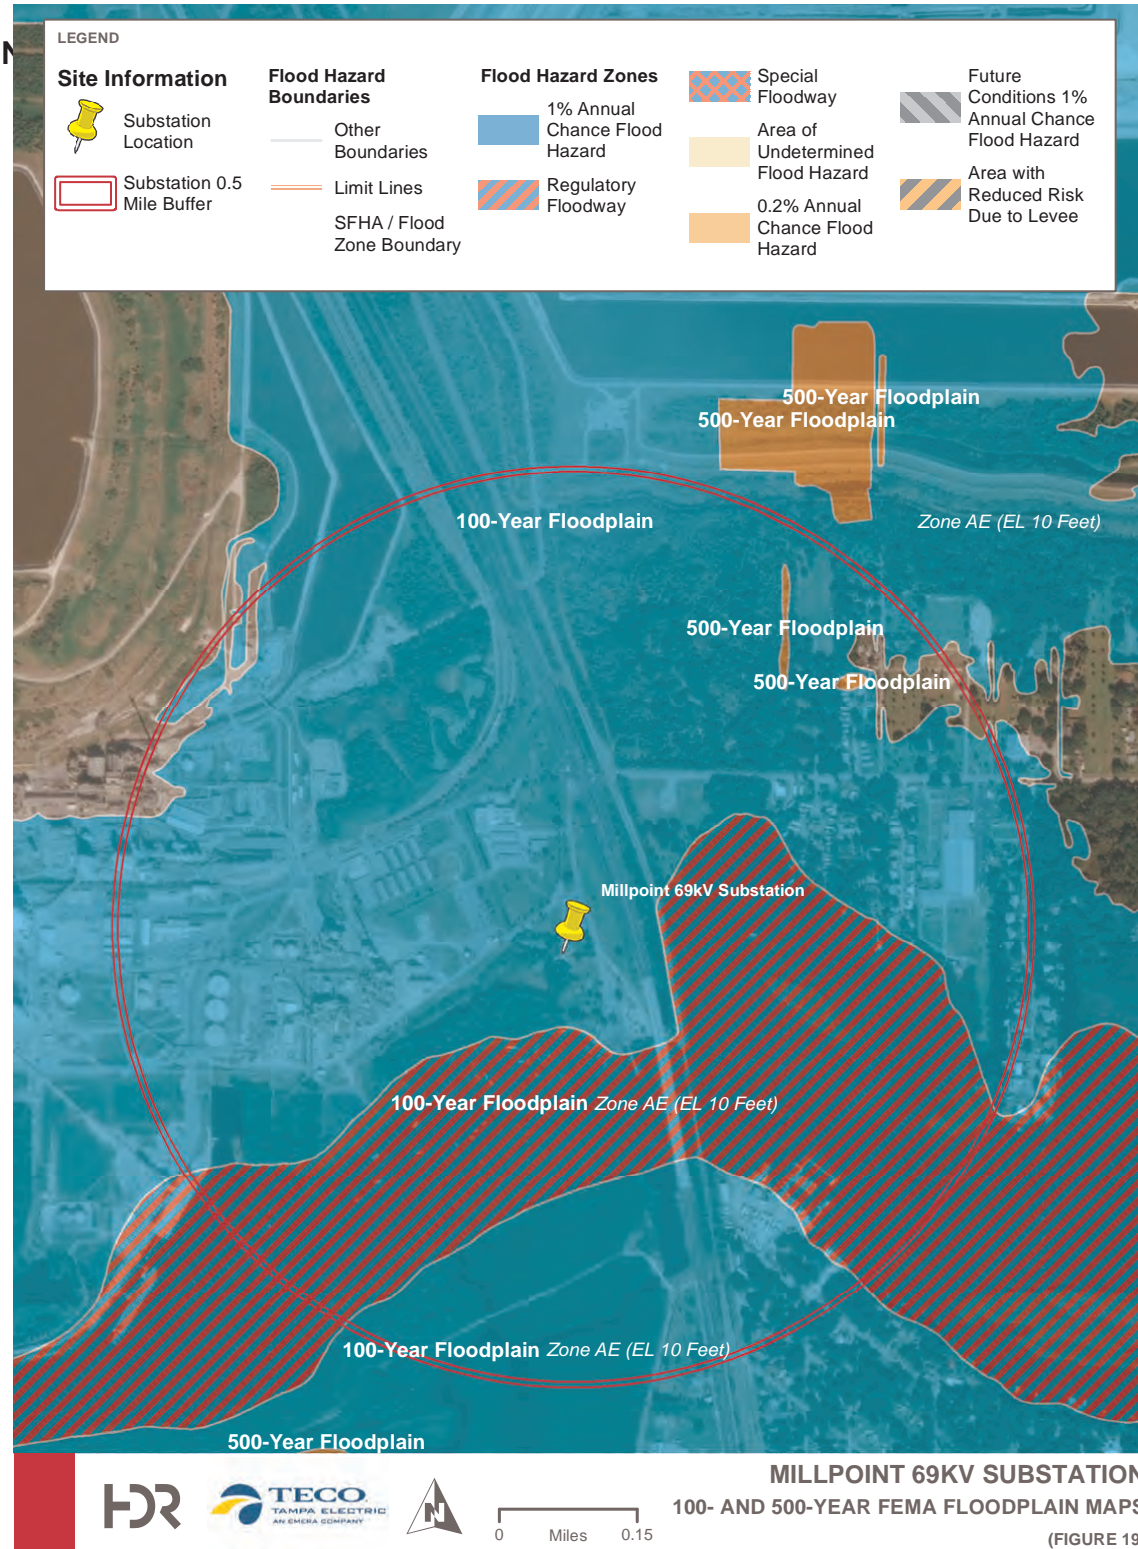 N
LEGEND
Site Information
Substation
Location
Substation 0.5
Mile Buffer
Flood Hazard
Boundaries
Other
Boundaries
Limit Lines
SFHA / Flood
Zone Boundary
Flood Hazard Zones
1% Annual
Chance Flood
Hazard
Regulatory
Floodway
Special
Floodway
Area of
Undetermined
Flood Hazard
0.2% Annual
Chance Flood
Hazard
Future
Conditions 1%
Annual Chance
Flood Hazard
Area with
Reduced Risk
Due to Levee
500-Year Floodplain
500-Year Floodplain
100-Year Floodplain
Zone AE (EL 10 Feet)
500-Year Floodplain
500-Year Floodplain
Millpoint 69kV Substation
100-Year Floodplain Zone AE (EL 10 Feet)
100-Year Floodplain Zone AE (EL 10 Feet)
500-Year Floodplain
HDR
TECO
TAMPA ELECTRIC
AN EMERA COMPANY
N
0 Miles 0.15
MILLPOINT 69KV SUBSTATION
100- AND 500-YEAR FEMA FLOODPLAIN MAPS
(FIGURE 19